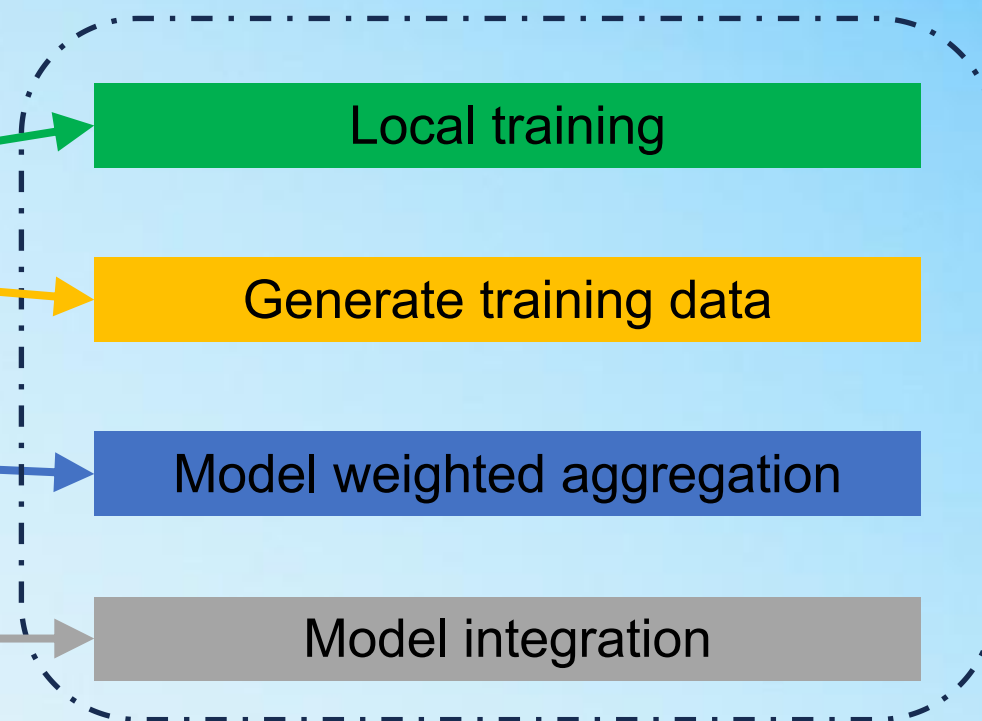 Local training
Generate training data
Model weighted aggregation
Model integration